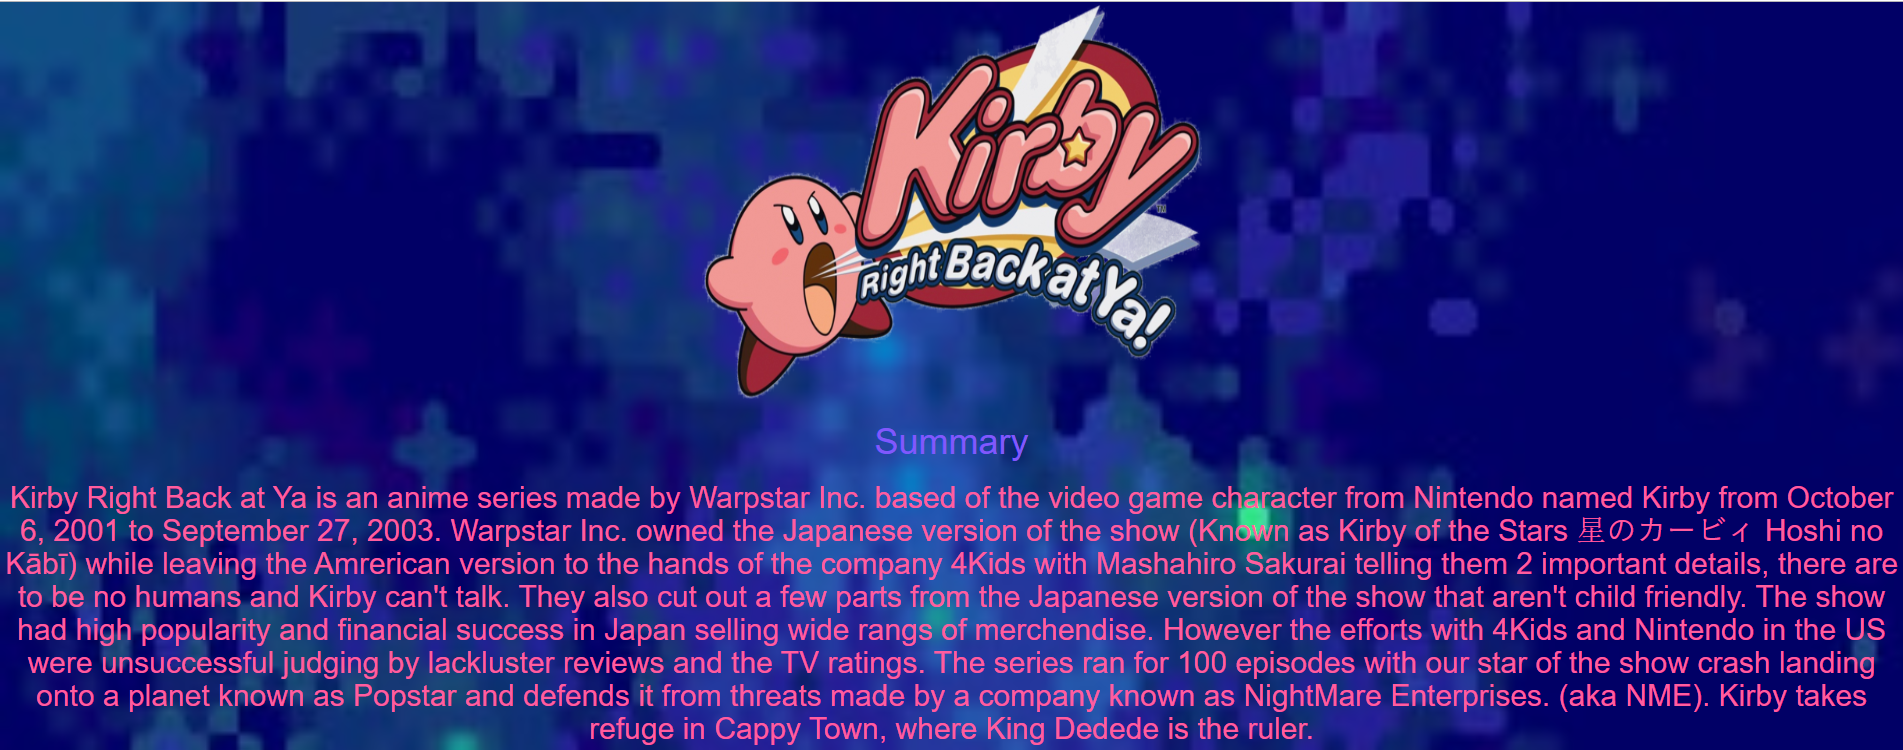 Kirby
TM
Right Back at Ya!
Summary
Kirby Right Back at Ya is an anime series made by Warpstar Inc. based of the video game character from Nintendo named Kirby from October
6, 2001 to September 27, 2003. Warpstar Inc. owned the Japanese version of the show (Known as Kirby of the Stars 星のカービィ Hoshi no
Kābī) while leaving the Amrerican version to the hands of the company 4Kids with Mashahiro Sakurai telling them 2 important details, there are
to be no humans and Kirby can't talk. They also cut out a few parts from the Japanese version of the show that aren't child friendly. The show
had high popularity and financial success in Japan selling wide rangs of merchendise. However the efforts with 4Kids and Nintendo in the US
were unsuccessful judging by lackluster reviews and the TV ratings. The series ran for 100 episodes with our star of the show crash landing
onto a planet known as Popstar and defends it from threats made by a company known as NightMare Enterprises. (aka NME). Kirby takes
refuge in Cappy Town, where King Dedede is the ruler.